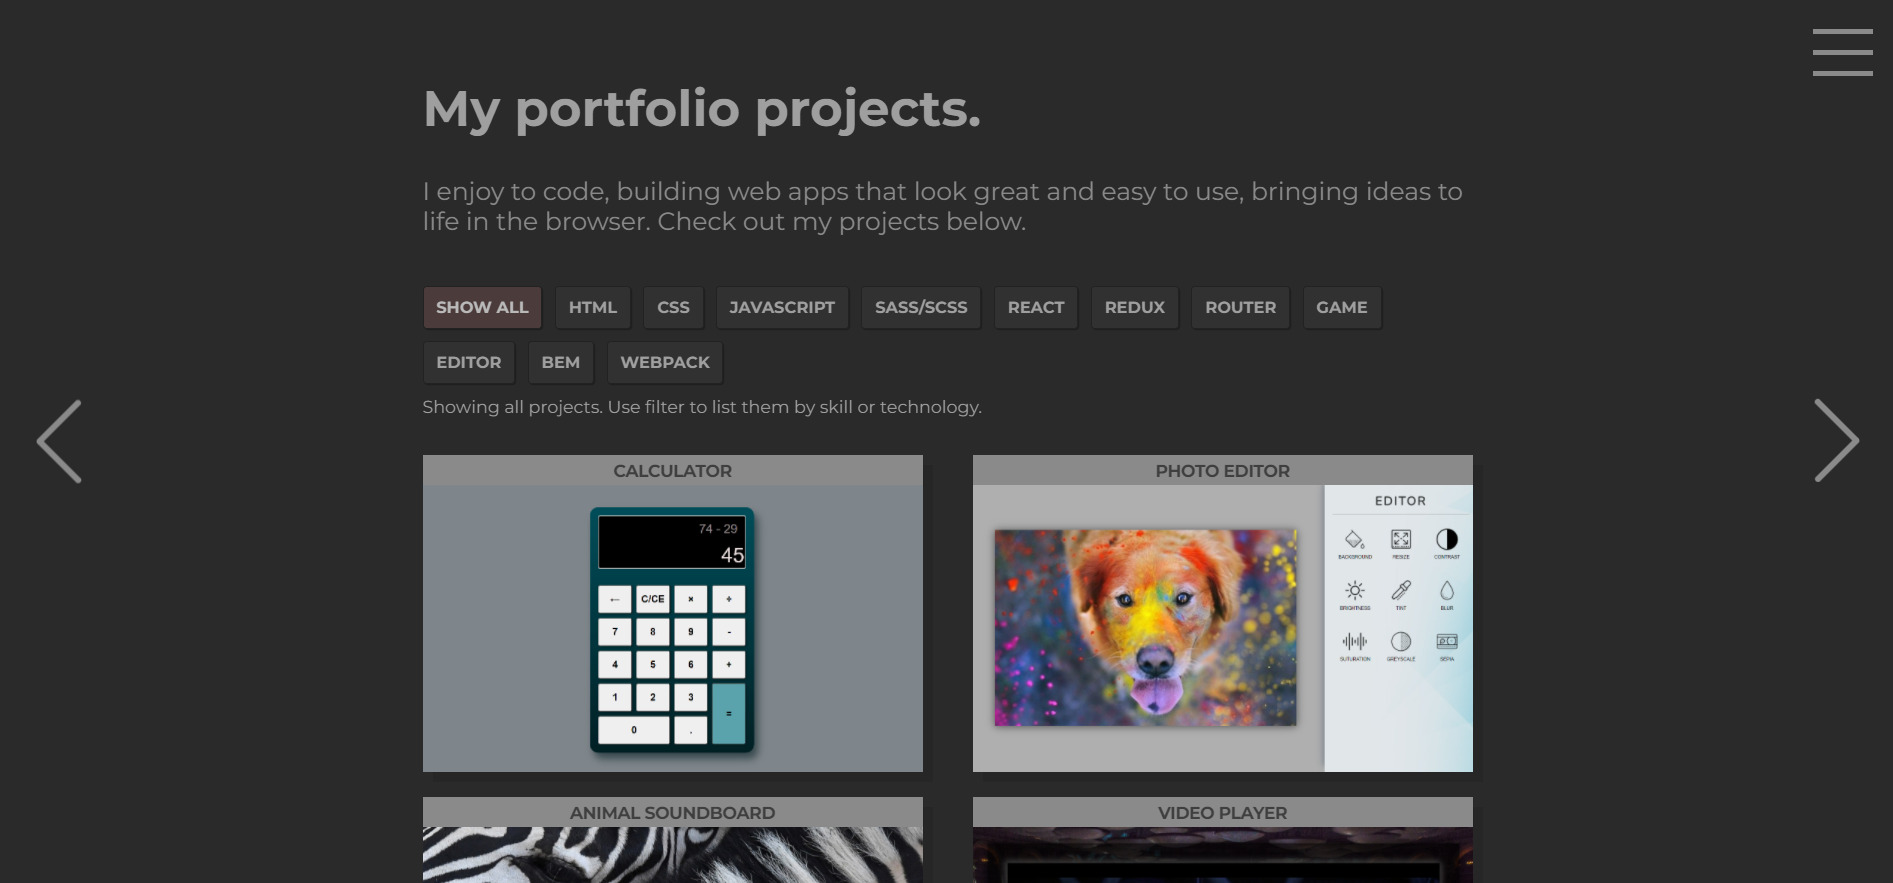 My portfolio projects.
I enjoy to code, building web apps that look great and easy to use, bringing ideas to
life in the browser. Check out my projects below.
SHOW ALL HTML CSS JAVASCRIPT SASS/SCSS REACT REDUX ROUTER GAME
EDITOR BEM WEBPACK
Showing all projects. Use filter to list them by skill or technology.
CALCULATOR
74 - 29
45
← C/CE × ÷
7 8 9 -
4 5 6 +
1 2 3 =
0 .
PHOTO EDITOR
EDITOR
BACKGROUND RESIZE CONTRAST
BRIGHTNESS TINT BLUR
SUTURATION GREYSCALE SEPIA
ANIMAL SOUNDBOARD
VIDEO PLAYER